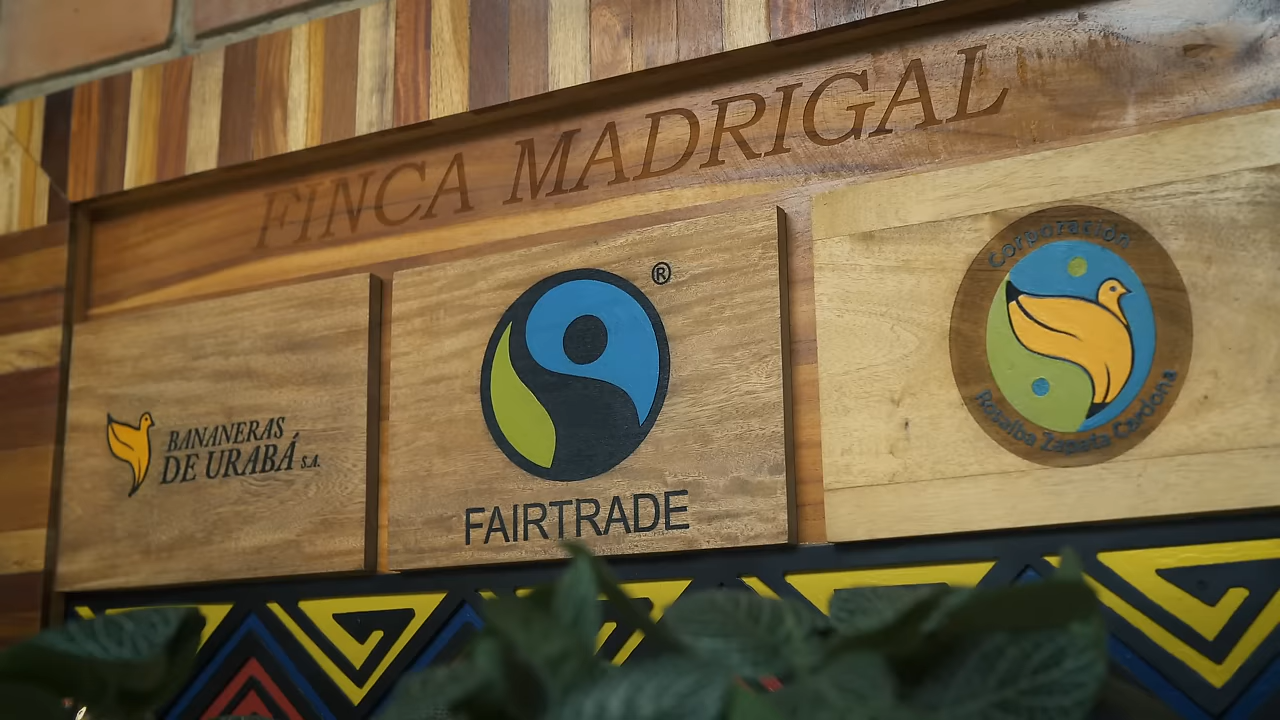 FINCA MADRIGAL
BANANERAS
DE URABÁ S.A.
®
FAIRTRADE
Corporación
Rosalba Zapata Cardona